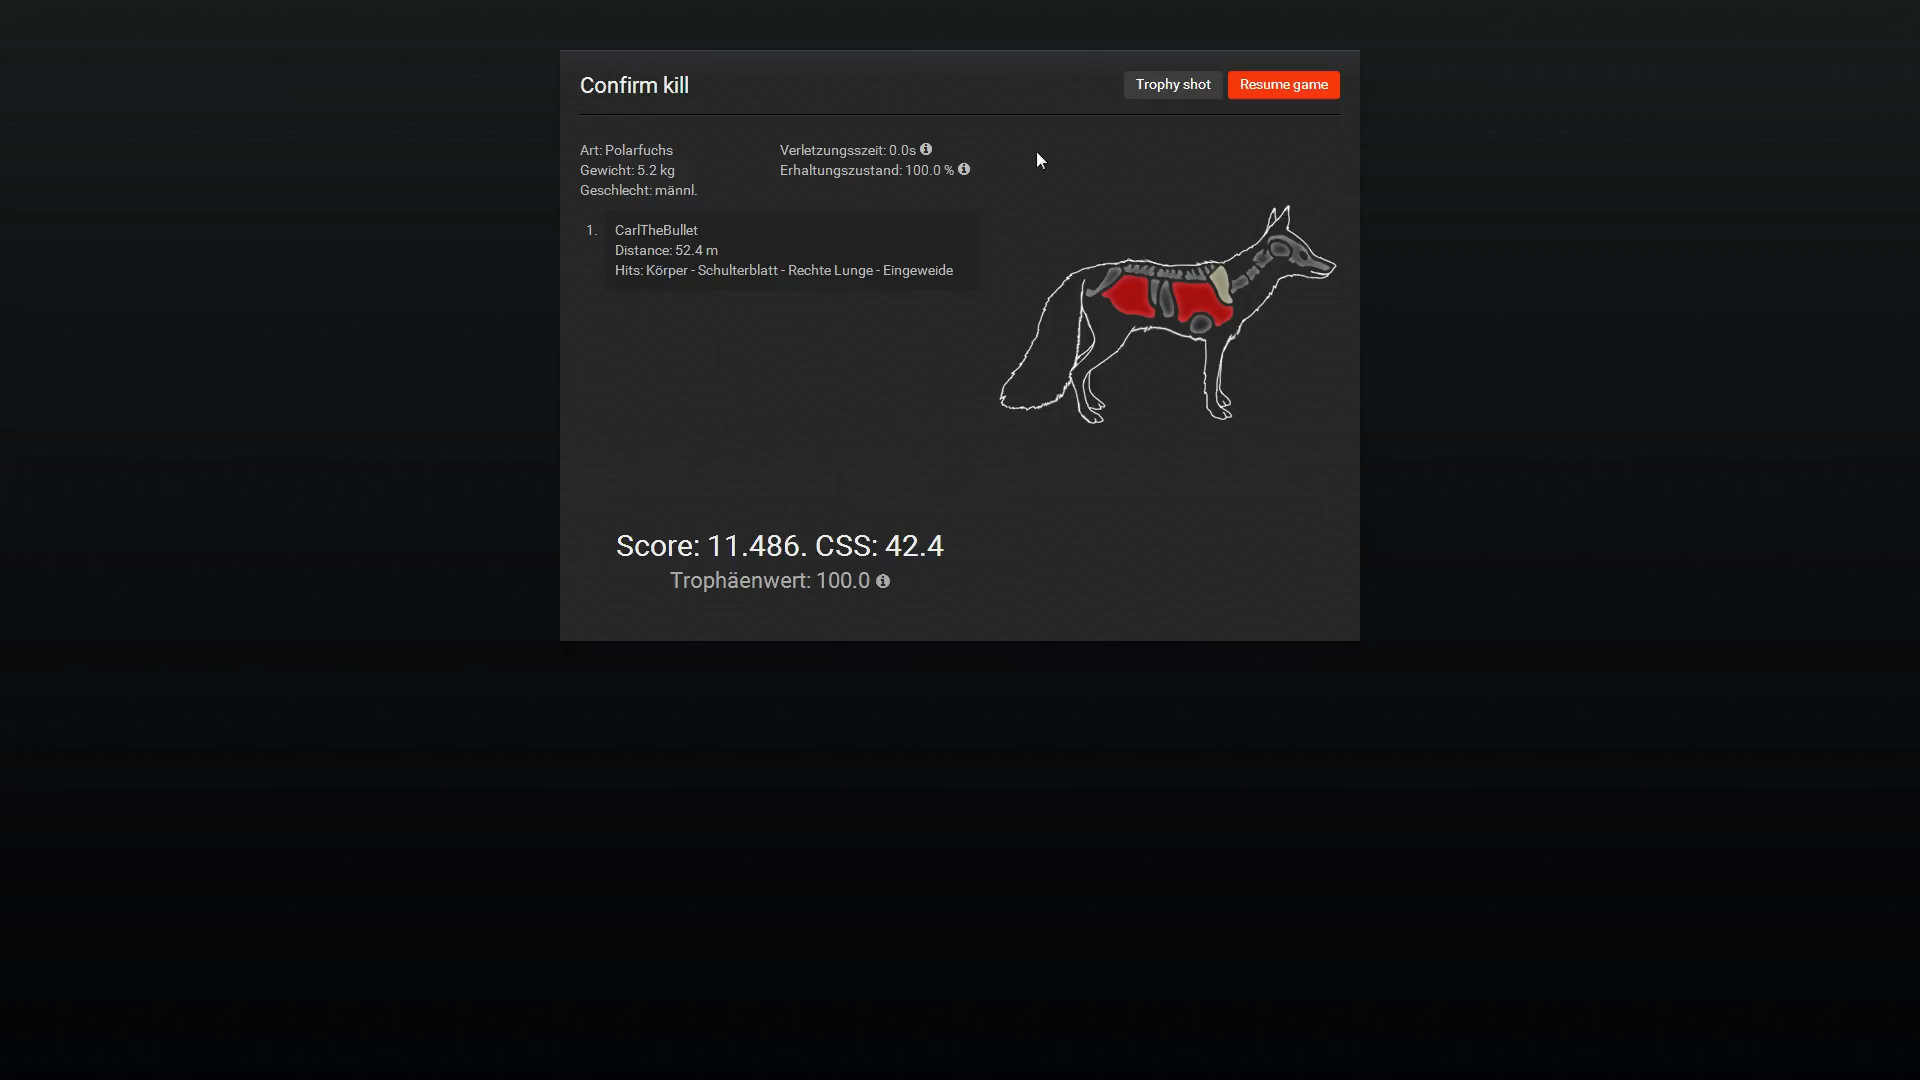 Confirm kill
Trophy shot
Resume game
Art: Polarfuchs
Gewicht: 5.2 kg
Geschlecht: männl.
Verletzungsszeit: 0.0s
Erhaltungszustand: 100.0 %
1. CarlTheBullet
Distance: 52.4 m
Hits: Körper - Schulterblatt - Rechte Lunge - Eingeweide
Score: 11.486. CSS: 42.4
Trophäenwert: 100.0